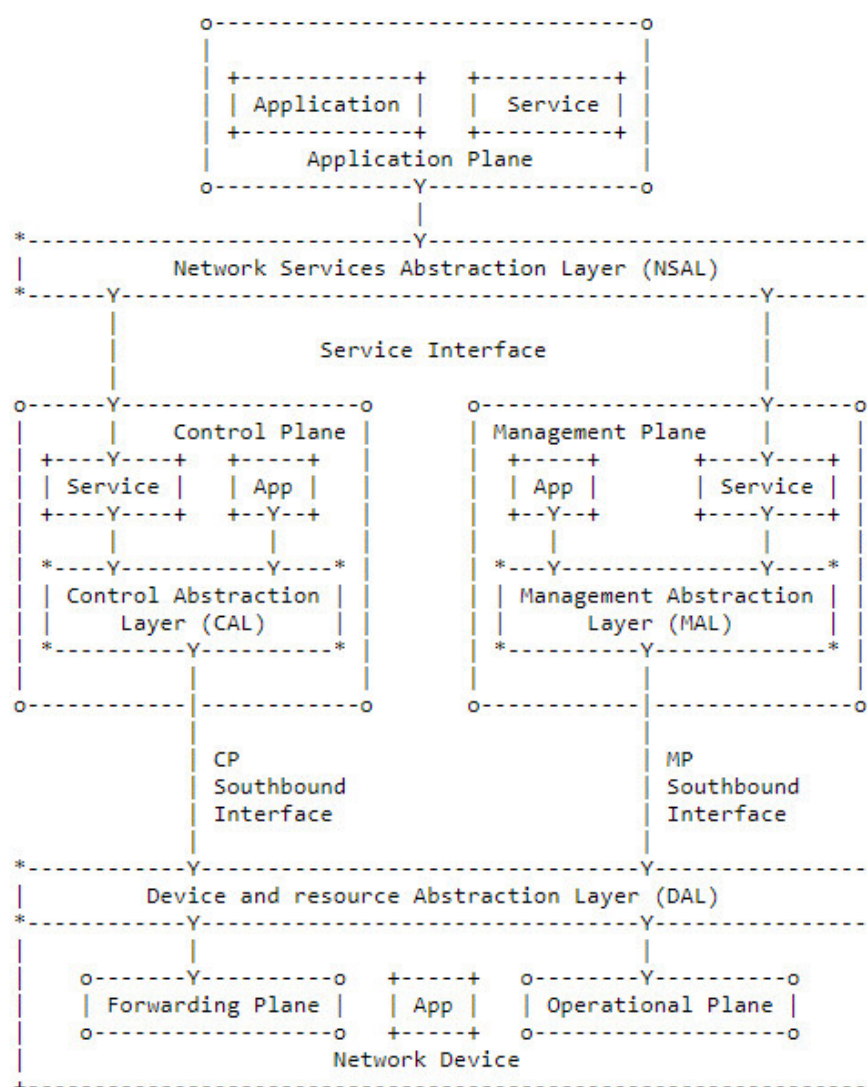 Application Service
Application Plane
Network Services Abstraction Layer (NSAL)
Service Interface
Control Plane Management Plane
Service App App Service
Control Abstraction Management Abstraction
Layer (CAL) Layer (MAL)
CP MP
Southbound Southbound
Interface Interface
Device and resource Abstraction Layer (DAL)
Forwarding Plane App Operational Plane
Network Device